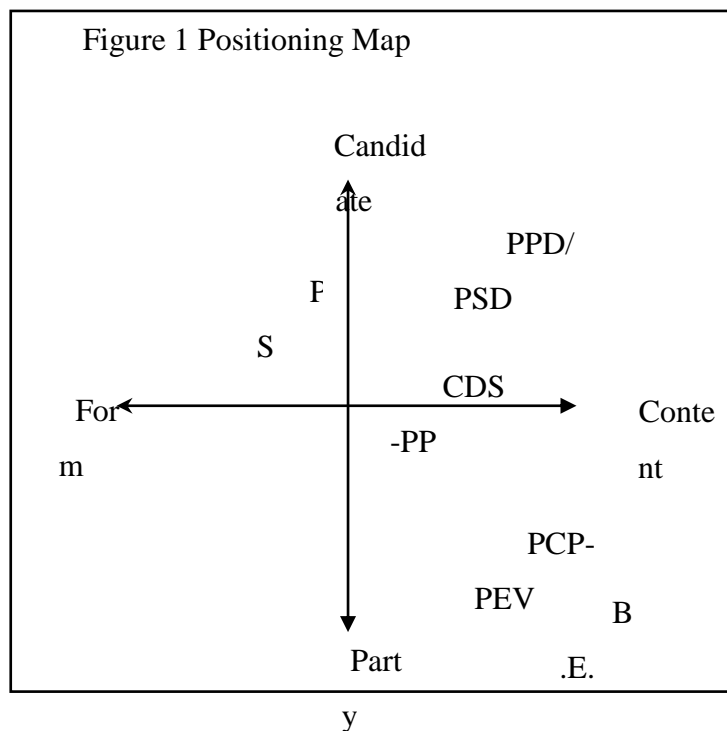 Figure 1 Positioning Map
Candid
ate
PPD/
PSD
P
S
CDS
-PP
For
m
Conte
nt
PCP-
PEV
B
.E.
Part
y